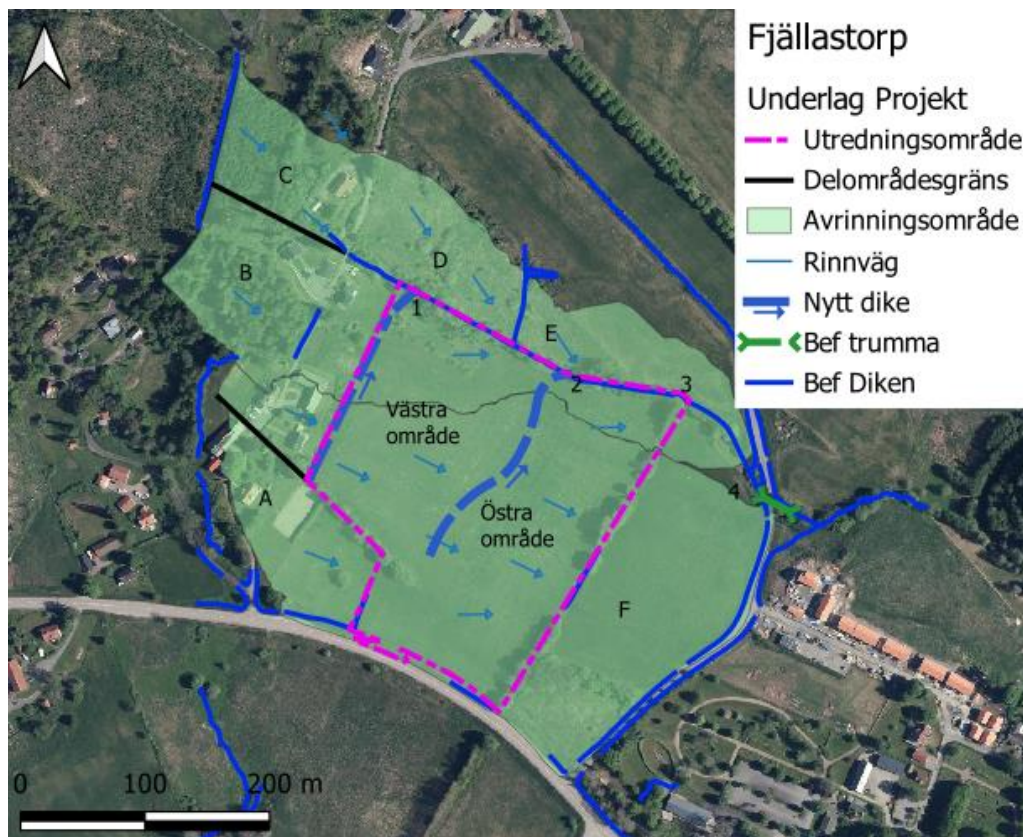 Fjällastorp
Underlag Projekt
Utredningsområde
Delområdesgräns
Avrinningsområde
Rinnväg
Nytt dike
Bef trumma
Bef Diken
C
B
D
1
E
2
3
Västra
område
4
A
Östra
område
F
0 100 200 m